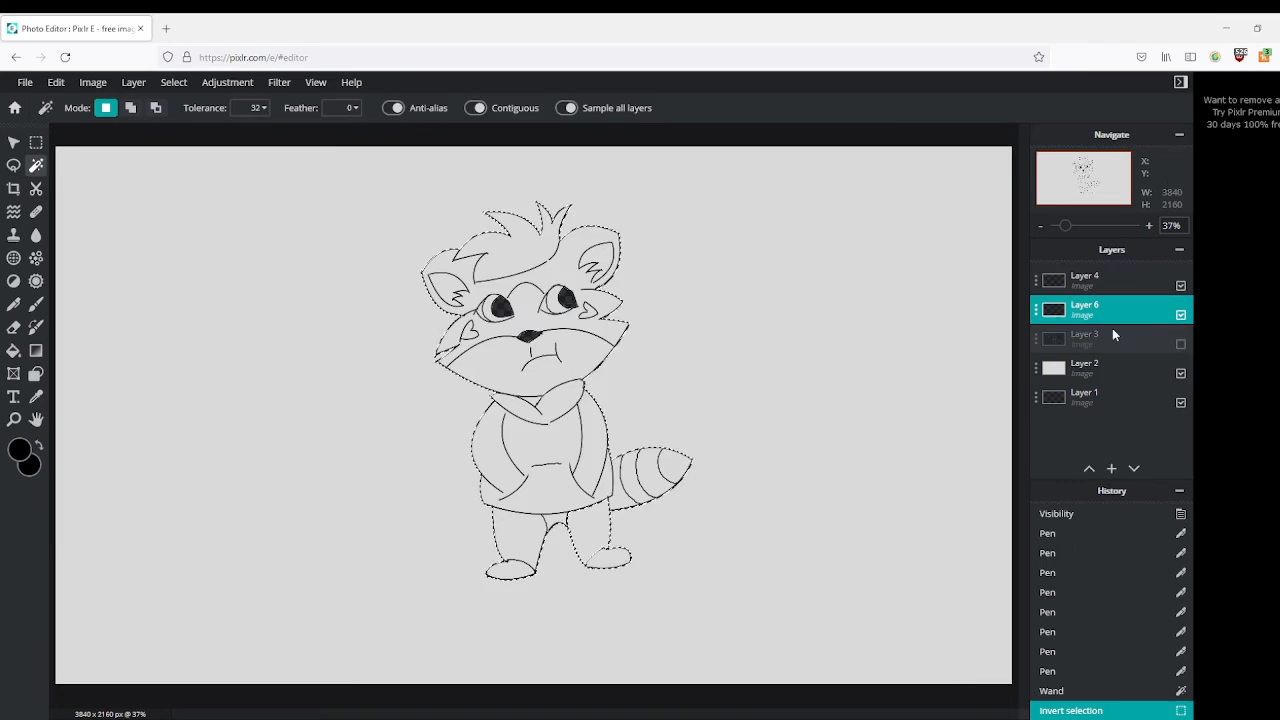 Photo Editor : Pixlr E - free imag
https://pixlr.com/e/#editor
526
3
File Edit Image Layer Select Adjustment Filter View Help
Mode: Tolerance: 32 Feather: 0 Anti-alias Contiguous Sample all layers
Want to remove a
Try Pixlr Premium
30 days 100% fre
Navigate
X:
Y:
W: 3840
H: 2160
37%
Layers
Layer 4
Image
Layer 6
Image
Layer 3
Image
Layer 2
Image
Layer 1
Image
History
Visibility
Pen
Pen
Pen
Pen
Pen
Pen
Pen
Pen
Wand
Invert selection
3840 x 2160 px @ 37%